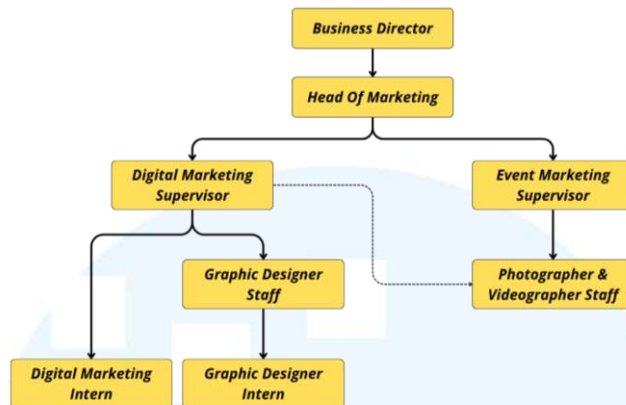 Business Director
Head Of Marketing
Digital Marketing
Supervisor
Event Marketing
Supervisor
Graphic Designer
Staff
Photographer &
Videographer Staff
Digital Marketing
Intern
Graphic Designer
Intern